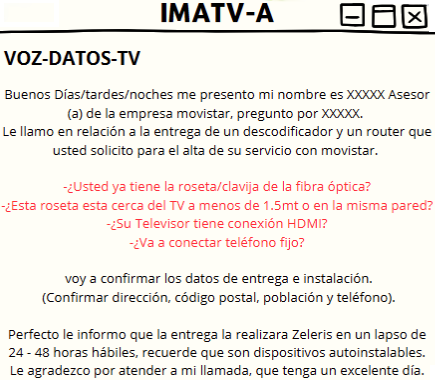 IMATV-A
VOZ-DATOS-TV
Buenos Días/tardes/noches me presento mi nombre es XXXXX Asesor
(a) de la empresa movistar, pregunto por XXXXX.
Le llamo en relación a la entrega de un descodificador y un router que
usted solicito para el alta de su servicio con movistar.
-¿Usted ya tiene la roseta/clavija de la fibra óptica?
-¿Esta roseta esta cerca del TV a menos de 1.5mt o en la misma pared?
-¿Su Televisor tiene conexión HDMI?
-¿Va a conectar teléfono fijo?
voy a confirmar los datos de entrega e instalación.
(Confirmar dirección, código postal, población y teléfono).
Perfecto le informo que la entrega la realizara Zeleris en un lapso de
24 - 48 horas hábiles, recuerde que son dispositivos autoinstalables.
Le agradezco por atender a mi llamada, que tenga un excelente día.